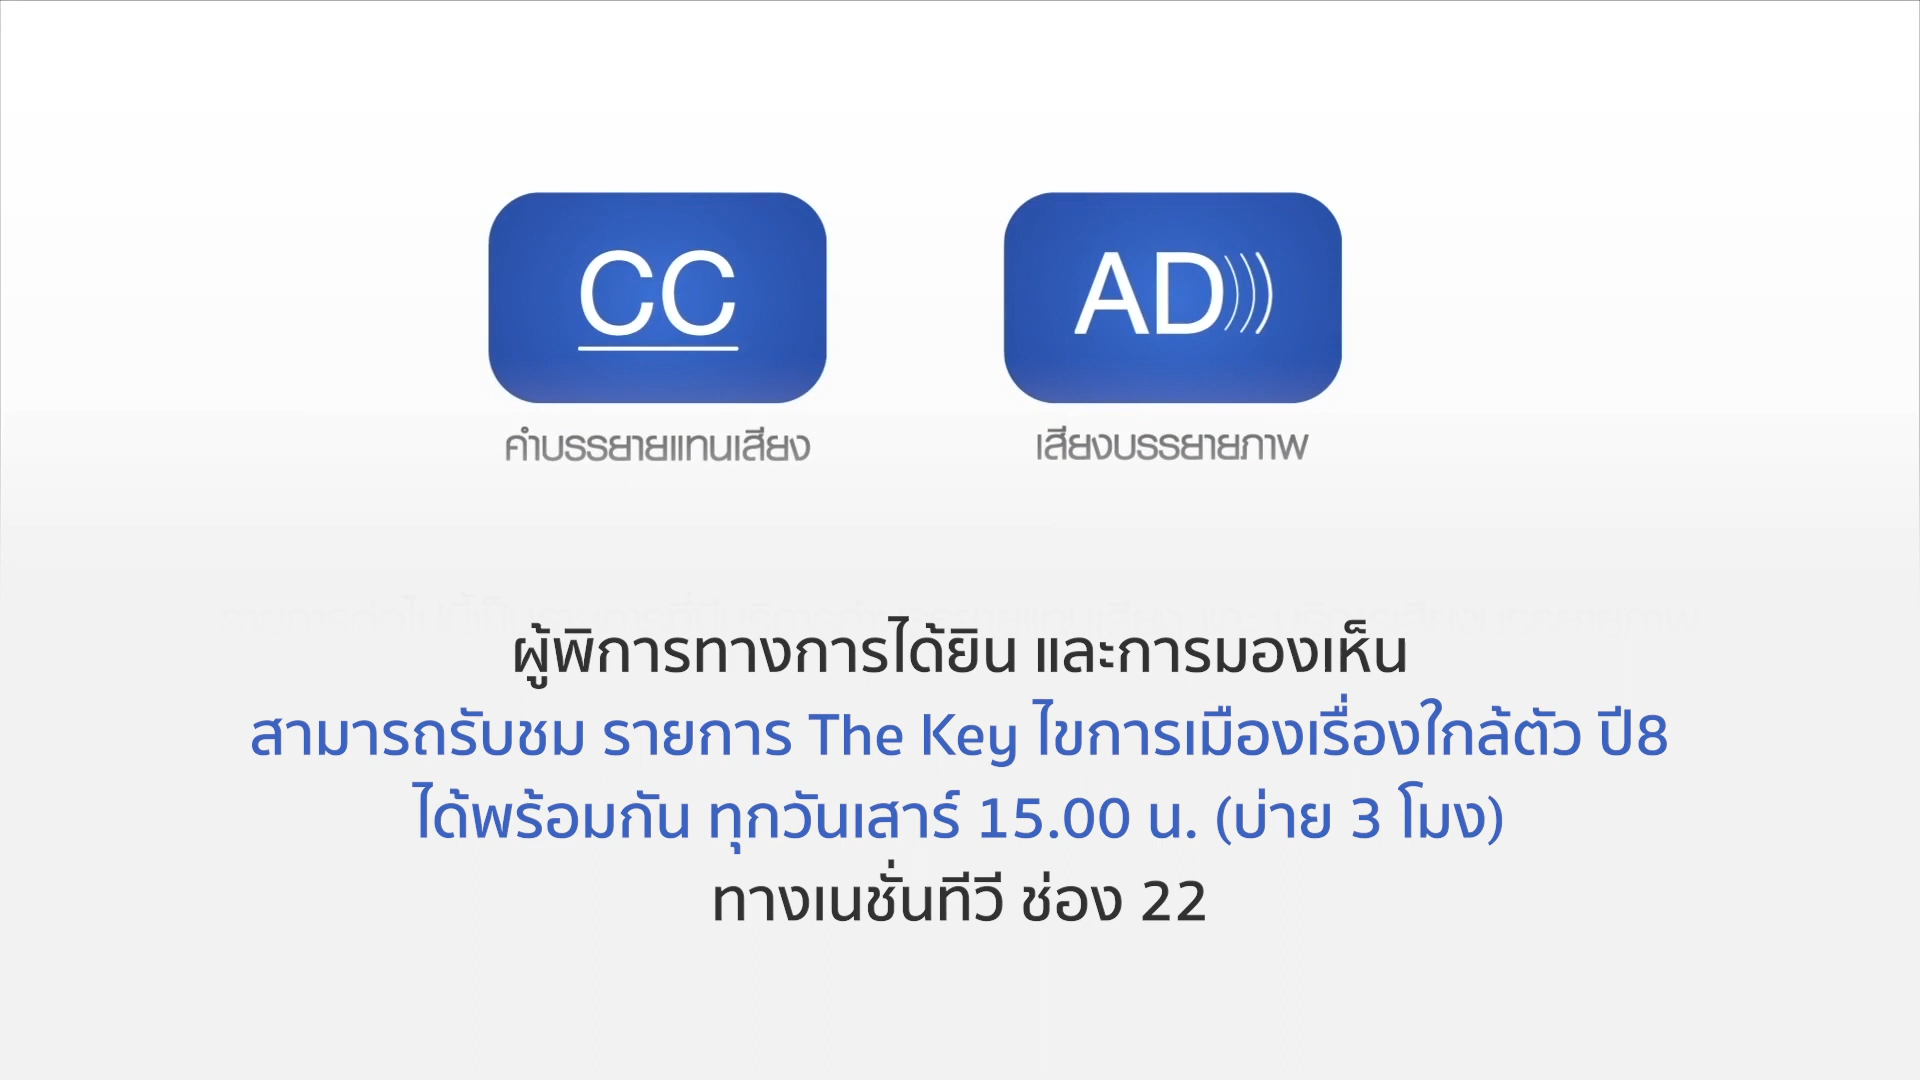 CC
AD
คำบรรยายแทนเสียง
เสียงบรรยายภาพ
ผู้พิการทางการได้ยิน และการมองเห็น
สามารถรับชม รายการ The Key ไขการเมืองเรื่องใกล้ตัว ปี8
ได้พร้อมกัน ทุกวันเสาร์ 15.00 น. (บ่าย 3 โมง)
ทางเนชั่นทีวี ช่อง 22